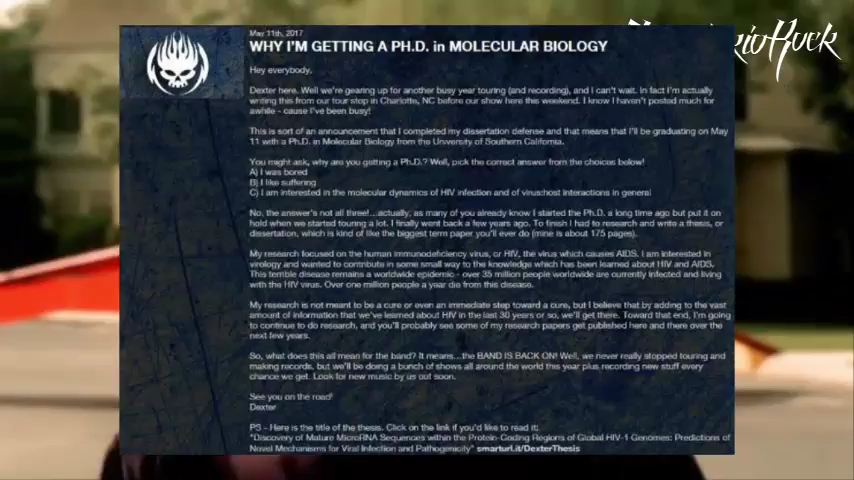 May 11th, 2017
WHY I'M GETTING A PH.D. in MOLECULAR BIOLOGY
Hey everybody,
Dexter here. Well we're gearing up for another busy year touring (and recording), and I can't wait. In fact I'm actually
writing this from our tour stop in Charlotte, NC before our show here this weekend. I know I haven't posted much for
awhile - cause I've been busy!
This is sort of an announcement that I completed my dissertation defense and that means that I'll be graduating on May
11 with a Ph.D. in Molecular Biology from the University of Southern California.
You might ask, why are you getting a Ph.D.? Well, pick the correct answer from the choices below!
A) I was bored
B) I like suffering
C) I am interested in the molecular dynamics of HIV infection and of virus:host interactions in general
No, the answer's not all three!...actually, as many of you already know I started the Ph.D. a long time ago but put it on
hold when we started touring a lot. I finally went back a few years ago. To finish I had to research and write a thesis, or
dissertation, which is kind of like the biggest term paper you'll ever do (mine is about 175 pages).
My research focused on the human immunodeficiency virus, or HIV, the virus which causes AIDS. I am interested in
virology and wanted to contribute in some small way to the knowledge which has been learned about HIV and AIDS.
This terrible disease remains a worldwide epidemic - over 35 million people worldwide are currently infected and living
with the HIV virus. Over one million people a year die from this disease.
My research is not meant to be a cure or even an immediate step toward a cure, but I believe that by adding to the vast
amount of information that we've learned about HIV in the last 30 years or so, we'll get there. Toward that end, I'm going
to continue to do research, and you'll probably see some of my research papers get published here and there over the
next few years.
So, what does this all mean for the band? It means...the BAND IS BACK ON! Well, we never really stopped touring and
making records, but we'll be doing a bunch of shows all around the world this year plus recording new stuff every
chance we get. Look for new music by us out soon.
See you on the road!
Dexter
PS - Here is the title of the thesis. Click on the link if you'd like to read it:
"Discovery of Mature MicroRNA Sequences within the Protein-Coding Regions of Global HIV-1 Genomes: Predictions of
Novel Mechanisms for Viral Infection and Pathogenicity" smarturl.it/DexterThesis